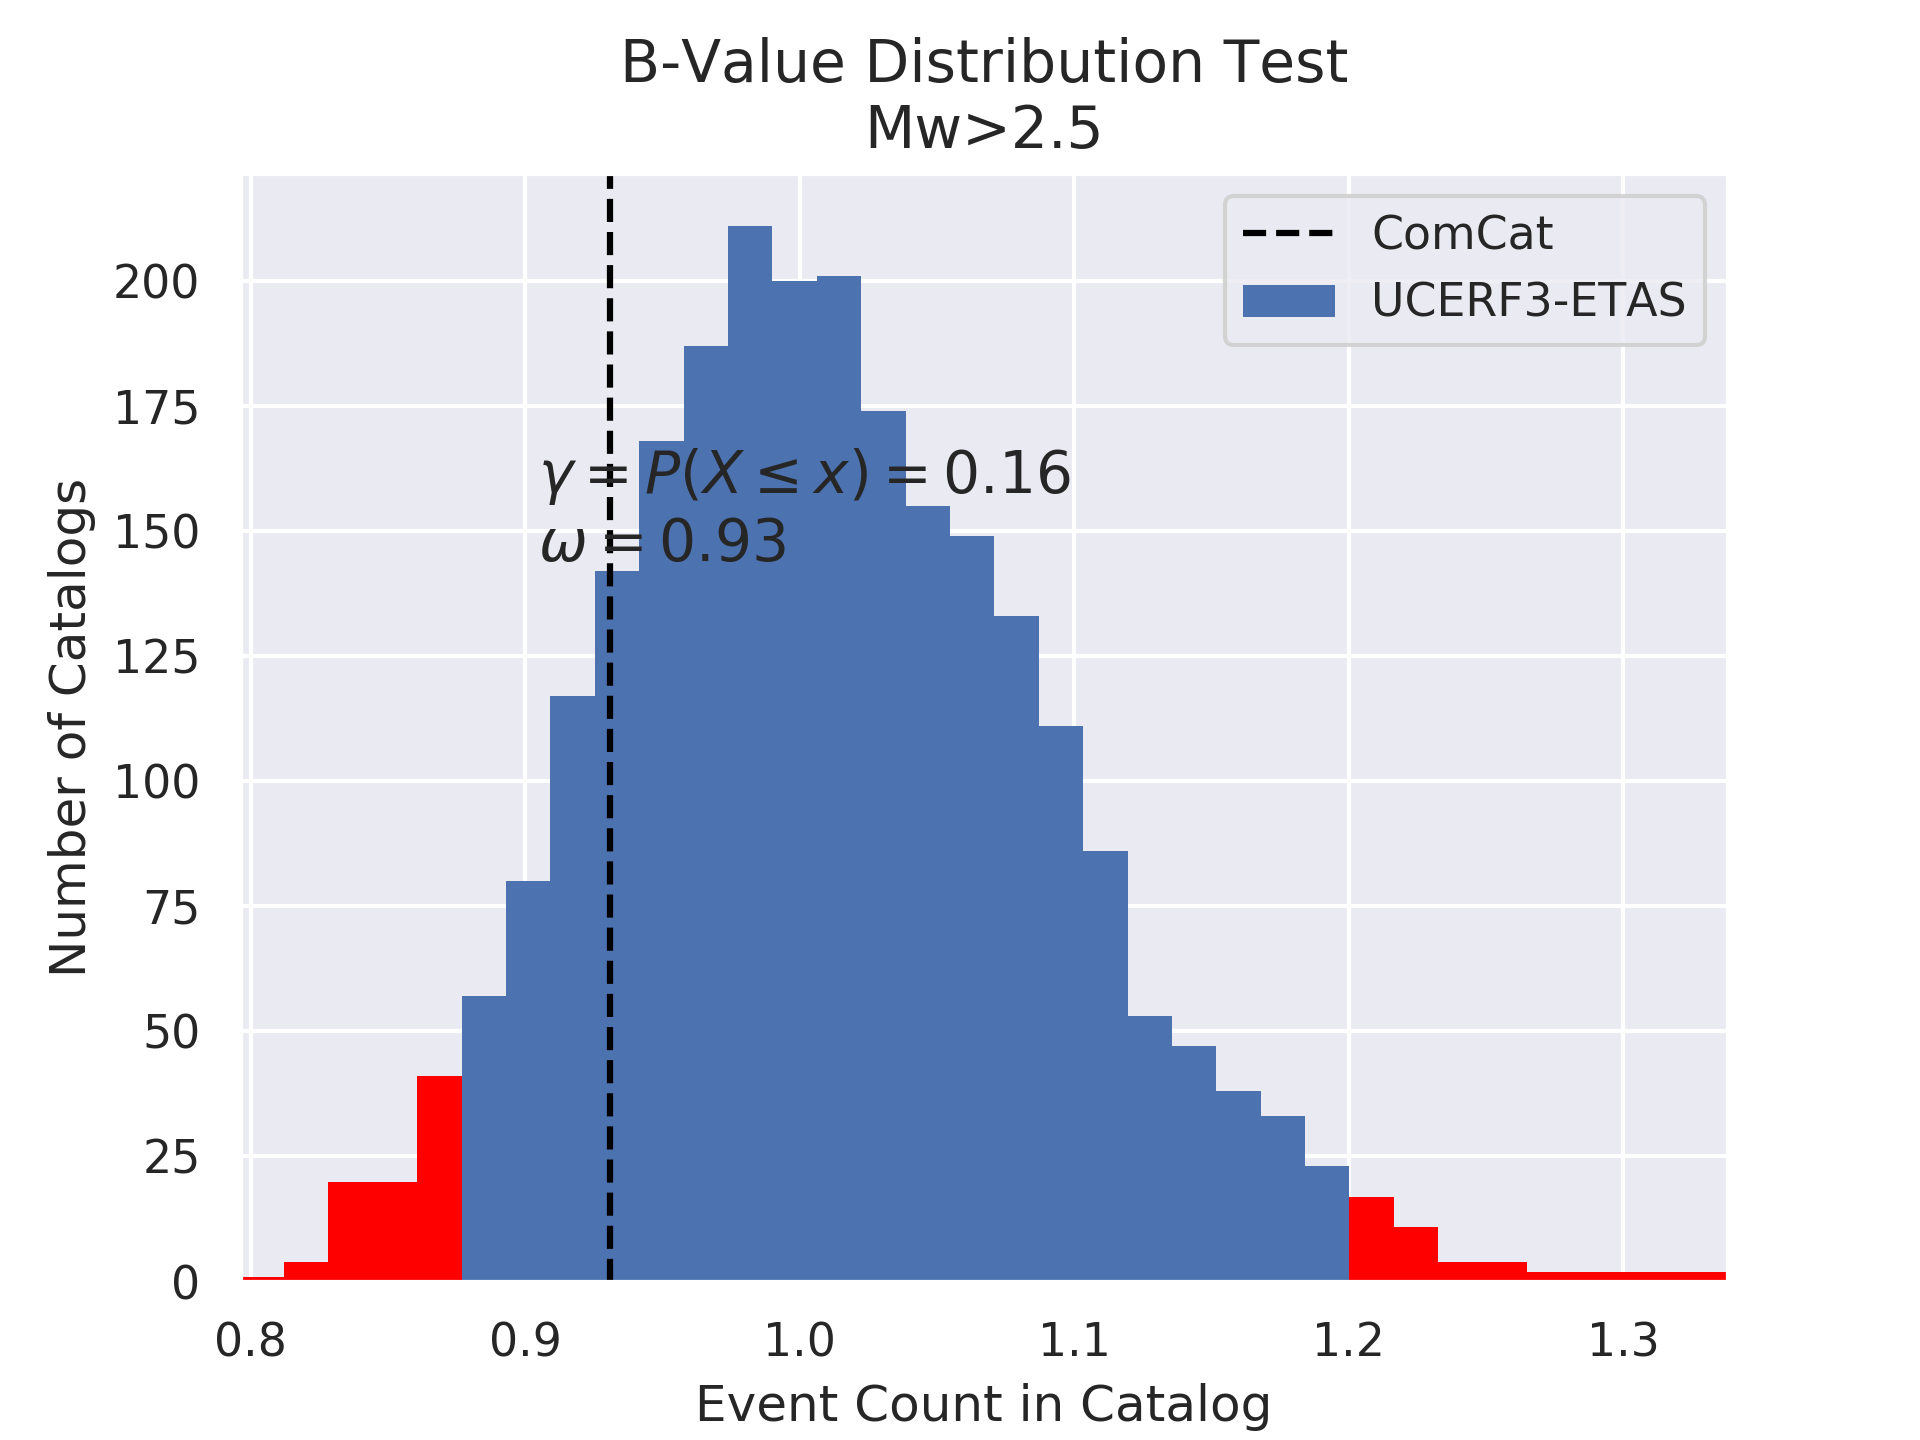 B-Value Distribution Test
Mw>2.5
ComCat
UCERF3-ETAS
γ = P(X ≤ x) = 0.16
ω = 0.93
Number of Catalogs
200
175
150
125
100
75
50
25
0
0.8 0.9 1.0 1.1 1.2 1.3
Event Count in Catalog